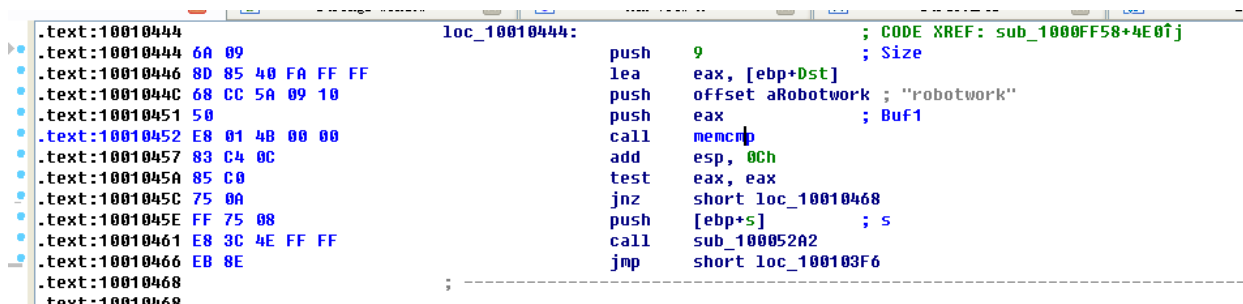 .text:10010444 loc_10010444: ; CODE XREF: sub_1000FF58+4E0îj
.text:10010444 6A 09 push 9 ; Size
.text:10010446 8D 85 40 FA FF FF lea eax, [ebp+Dst]
.text:1001044C 68 CC 5A 09 10 push offset aRobotwork ; "robotwork"
.text:10010451 50 push eax ; Buf1
.text:10010452 E8 01 4B 00 00 call memcmp
.text:10010457 83 C4 0C add esp, 0Ch
.text:1001045A 85 C0 test eax, eax
.text:1001045C 75 0A jnz short loc_10010468
.text:1001045E FF 75 08 push [ebp+s] ; s
.text:10010461 E8 3C 4E FF FF call sub_100052A2
.text:10010466 EB 8E jmp short loc_100103F6
.text:10010468 ; ---------------------------------------------------------------------------
.text:10010468